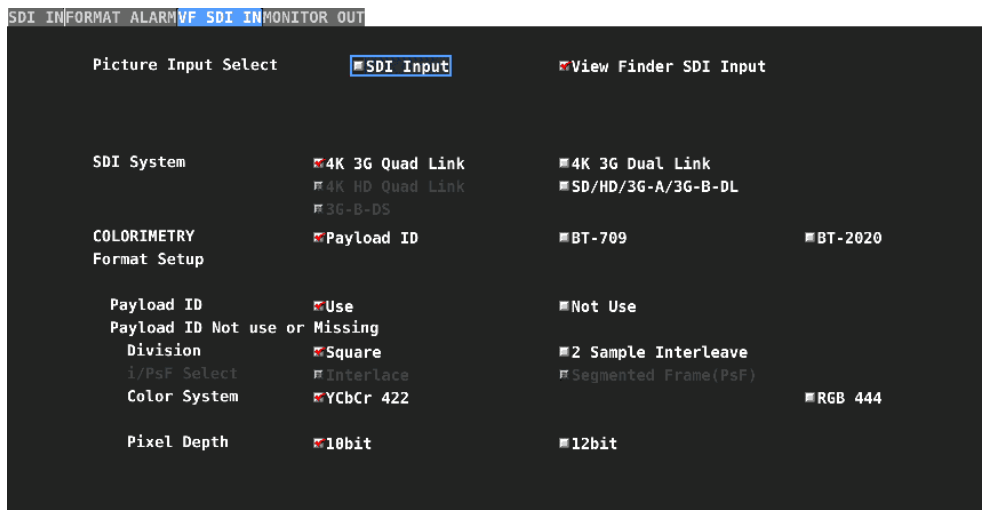 SDI IN FORMAT ALARM VF SDI IN MONITOR OUT
Picture Input Select SDI Input View Finder SDI Input
SDI System 4K 3G Quad Link 4K 3G Dual Link
4K HD Quad Link SD/HD/3G-A/3G-B-DL
3G-B-DS
COLORIMETRY Payload ID BT-709 BT-2020
Format Setup
Payload ID Use Not Use
Payload ID Not use or Missing
Division Square 2 Sample Interleave
i/PsF Select Interlace Segmented Frame(PsF)
Color System YCbCr 422 RGB 444
Pixel Depth 10bit 12bit